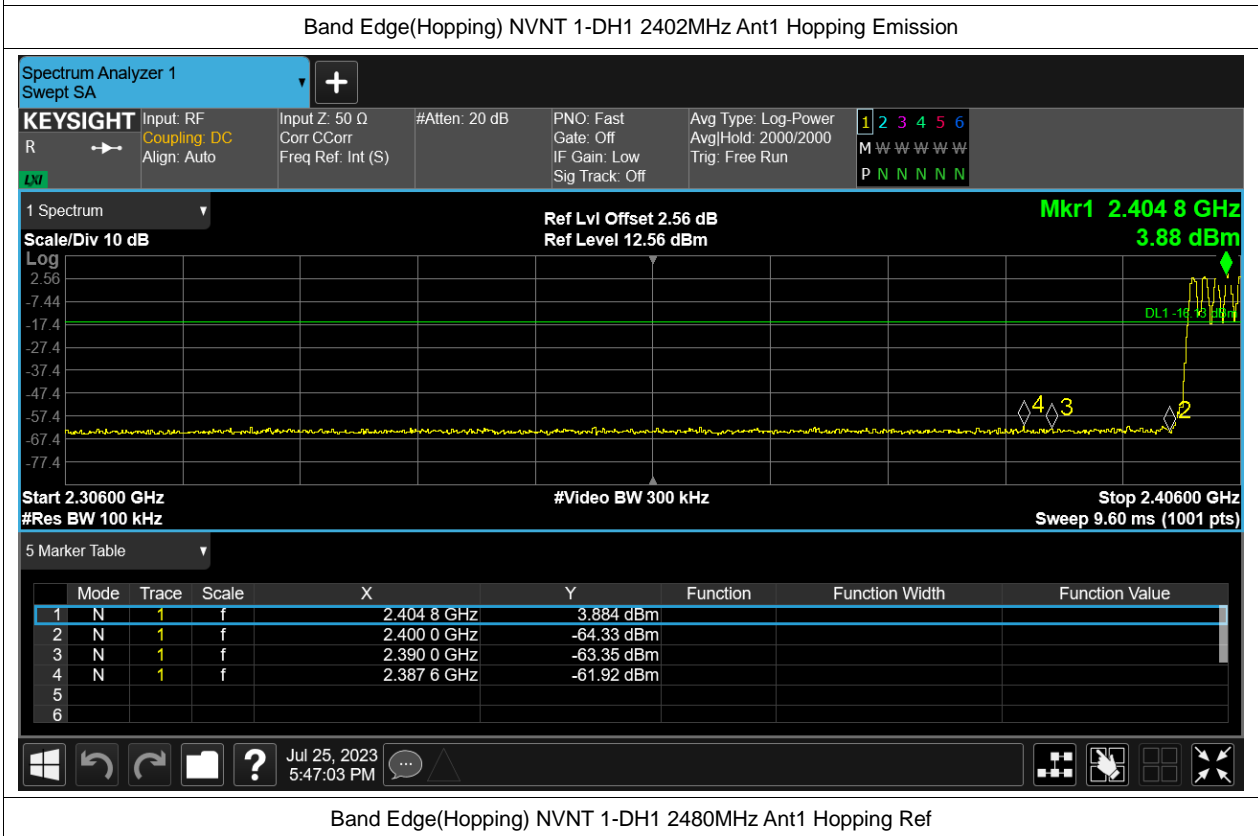 Band Edge(Hopping) NVNT 1-DH1 2402MHz Ant1 Hopping Emission
Spectrum Analyzer 1
Swept SA
+
KEYSIGHT
R
LXI
Input: RF
Coupling: DC
Align: Auto
Input Z: 50 Ω
Corr CCorr
Freq Ref: Int (S)
#Atten: 20 dB
PNO: Fast
Gate: Off
IF Gain: Low
Sig Track: Off
Avg Type: Log-Power
Avg|Hold: 2000/2000
Trig: Free Run
1 2 3 4 5 6
M W W W W W
P N N N N N
1 Spectrum
Scale/Div 10 dB
Ref Lvl Offset 2.56 dB
Ref Level 12.56 dBm
Mkr1 2.404 8 GHz
3.88 dBm
Log
2.56
-7.44
-17.4
-27.4
-37.4
-47.4
-57.4
-67.4
-77.4
DL1 -16.13 dBm
4 3 2
Start 2.30600 GHz
#Res BW 100 kHz
#Video BW 300 kHz
Stop 2.40600 GHz
Sweep 9.60 ms (1001 pts)
5 Marker Table
Mode Trace Scale X Y Function Function Width Function Value
1 N 1 f 2.404 8 GHz 3.884 dBm
2 N 1 f 2.400 0 GHz -64.33 dBm
3 N 1 f 2.390 0 GHz -63.35 dBm
4 N 1 f 2.387 6 GHz -61.92 dBm
5
6
?
Jul 25, 2023
5:47:03 PM
Band Edge(Hopping) NVNT 1-DH1 2480MHz Ant1 Hopping Ref